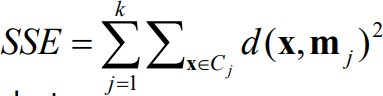 SSE = \sum_{j=1}^{k} \sum_{\mathbf{x} \in C_j} d(\mathbf{x}, \mathbf{m}_j)^2